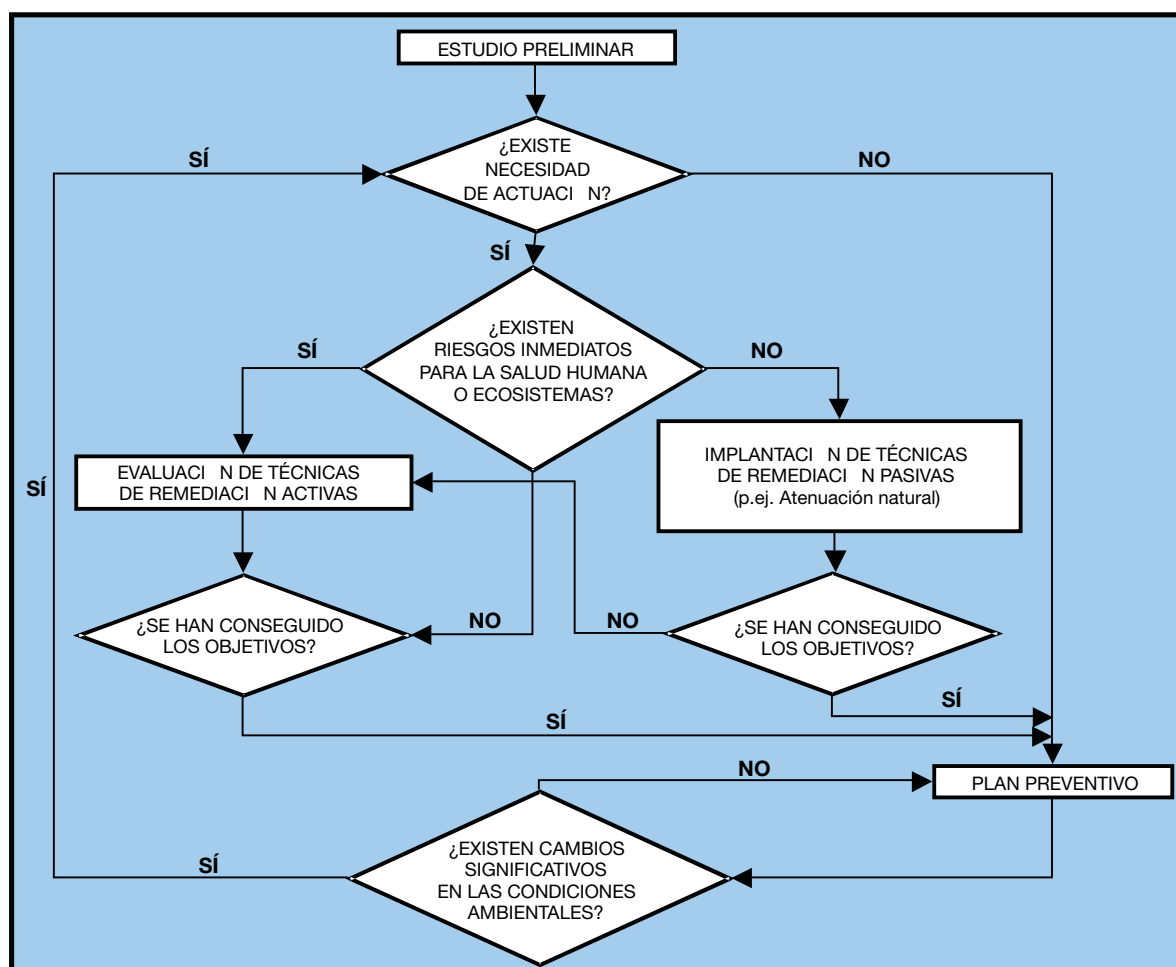 ESTUDIO PRELIMINAR
¿EXISTE
NECESIDAD
DE ACTUACI N?
SÍ
NO
SÍ
¿EXISTEN
RIESGOS INMEDIATOS
PARA LA SALUD HUMANA
O ECOSISTEMAS?
SÍ
NO
EVALUACI N DE TÉCNICAS
DE REMEDIACI N ACTIVAS
IMPLANTACI N DE TÉCNICAS
DE REMEDIACI N PASIVAS
(p.ej. Atenuación natural)
SÍ
¿SE HAN CONSEGUIDO
LOS OBJETIVOS?
NO
NO
¿SE HAN CONSEGUIDO
LOS OBJETIVOS?
SÍ
SÍ
NO
PLAN PREVENTIVO
¿EXISTEN CAMBIOS
SIGNIFICATIVOS
EN LAS CONDICIONES
AMBIENTALES?
SÍ